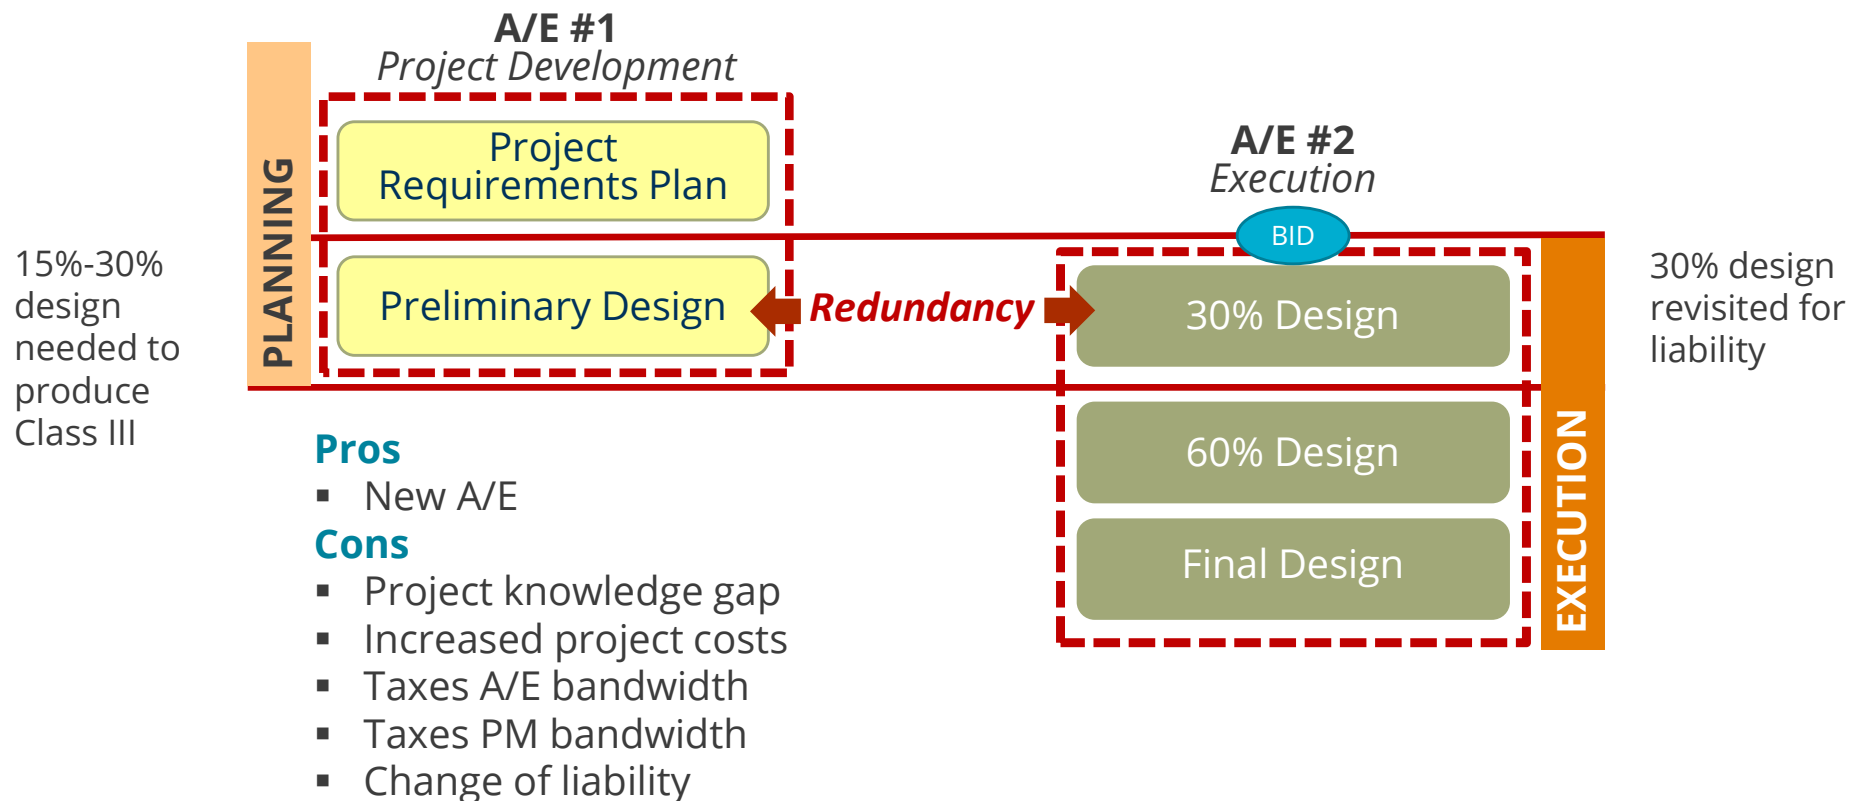 A/E #1
Project Development
PLANNING
Project
Requirements Plan
Preliminary Design
15%-30%
design
needed to
produce
Class III
Redundancy
A/E #2
Execution
BID
30% Design
60% Design
Final Design
EXECUTION
30% design
revisited for
liability
Pros
▪ New A/E
Cons
▪ Project knowledge gap
▪ Increased project costs
▪ Taxes A/E bandwidth
▪ Taxes PM bandwidth
▪ Change of liability